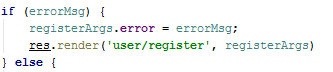 if (errorMsg) {
registerArgs.error = errorMsg;
res.render('user/register', registerArgs)
} else {